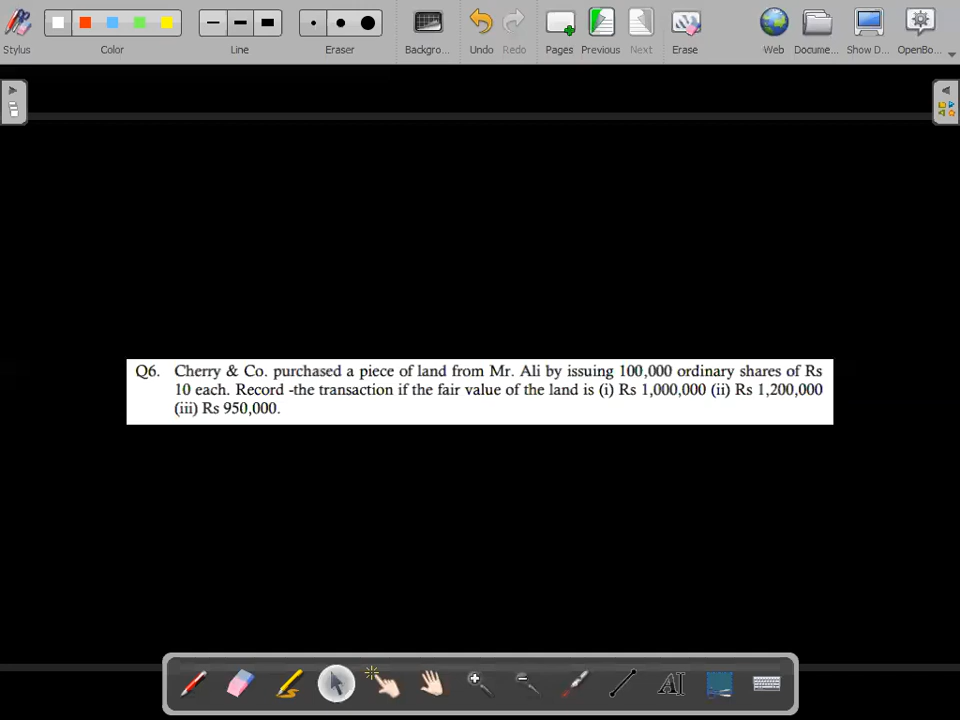 Stylus
Color
Line
Eraser
Backgro...
Undo
Redo
Pages
Previous
Next
Erase
Web
Docume...
Show D...
OpenBo...
Q6. Cherry & Co. purchased a piece of land from Mr. Ali by issuing 100,000 ordinary shares of Rs
10 each. Record -the transaction if the fair value of the land is (i) Rs 1,000,000 (ii) Rs 1,200,000
(iii) Rs 950,000.
AI